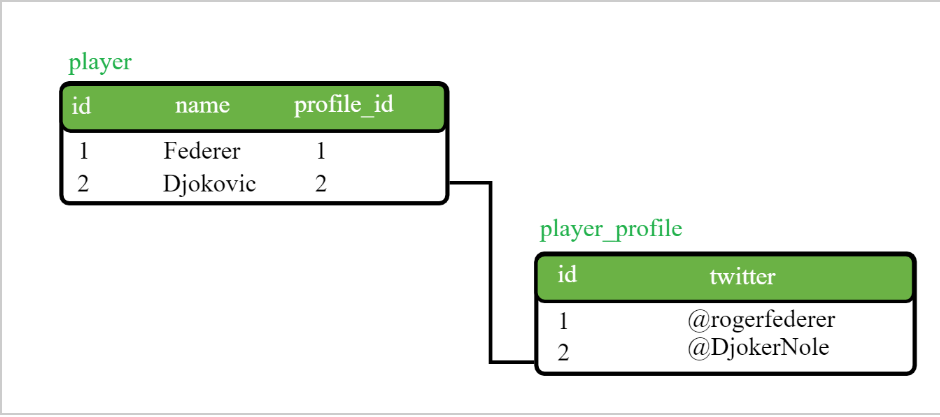 player
id name profile_id
1 Federer 1
2 Djokovic 2
player_profile
id twitter
1 @rogerfederer
2 @DjokerNole